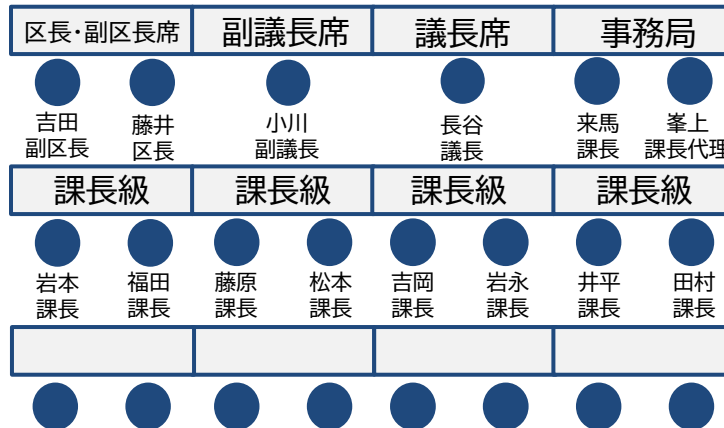 区長・副区長席
副議長席
議長席
事務局
吉田
副区長
藤井
区長
小川
副議長
長谷
議長
来馬
課長
峯上
課長代理
課長級
課長級
課長級
課長級
岩本
課長
福田
課長
藤原
課長
松本
課長
吉岡
課長
岩永
課長
井平
課長
田村
課長